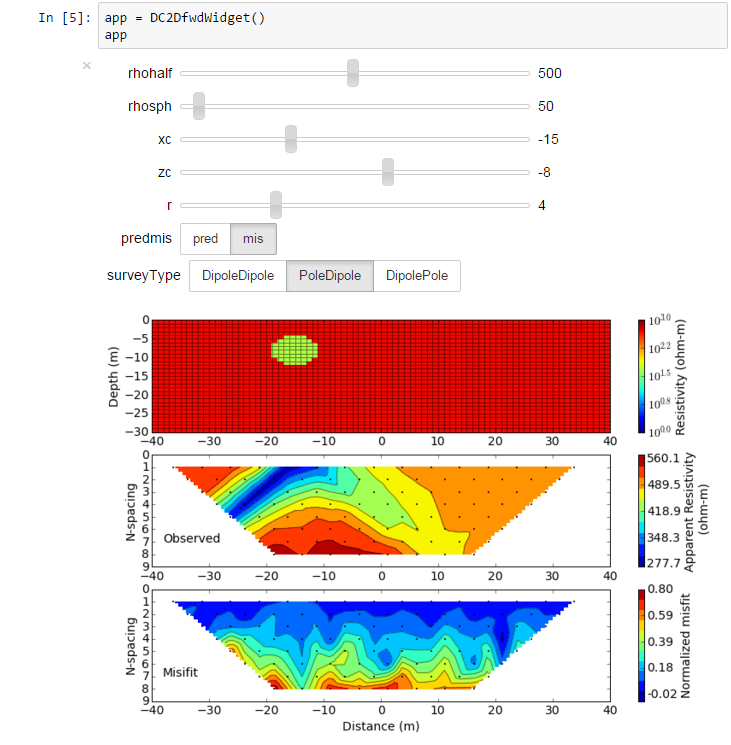 In [5]: app = DC2DfwdWidget()
app
×
rhohalf 500
rhosph 50
xc -15
zc -8
r 4
predmis pred mis
surveyType DipoleDipole PoleDipole DipolePole
0
−5
−10
−15
−20
−25
−30
Depth (m)
−40 −30 −20 −10 0 10 20 30 40
10^3.0
10^2.2
10^1.5
10^0.8
10^0.0
Resistivity (ohm-m)
0
1
2
3
4
5
6
7
8
9
N-spacing
Observed
−40 −30 −20 −10 0 10 20 30 40
560.1
489.5
418.9
348.3
277.7
Apparent Resistivity
(ohm-m)
0
1
2
3
4
5
6
7
8
9
N-spacing
Misifit
−40 −30 −20 −10 0 10 20 30 40
Distance (m)
0.80
0.59
0.39
0.18
-0.02
Normalized misfit